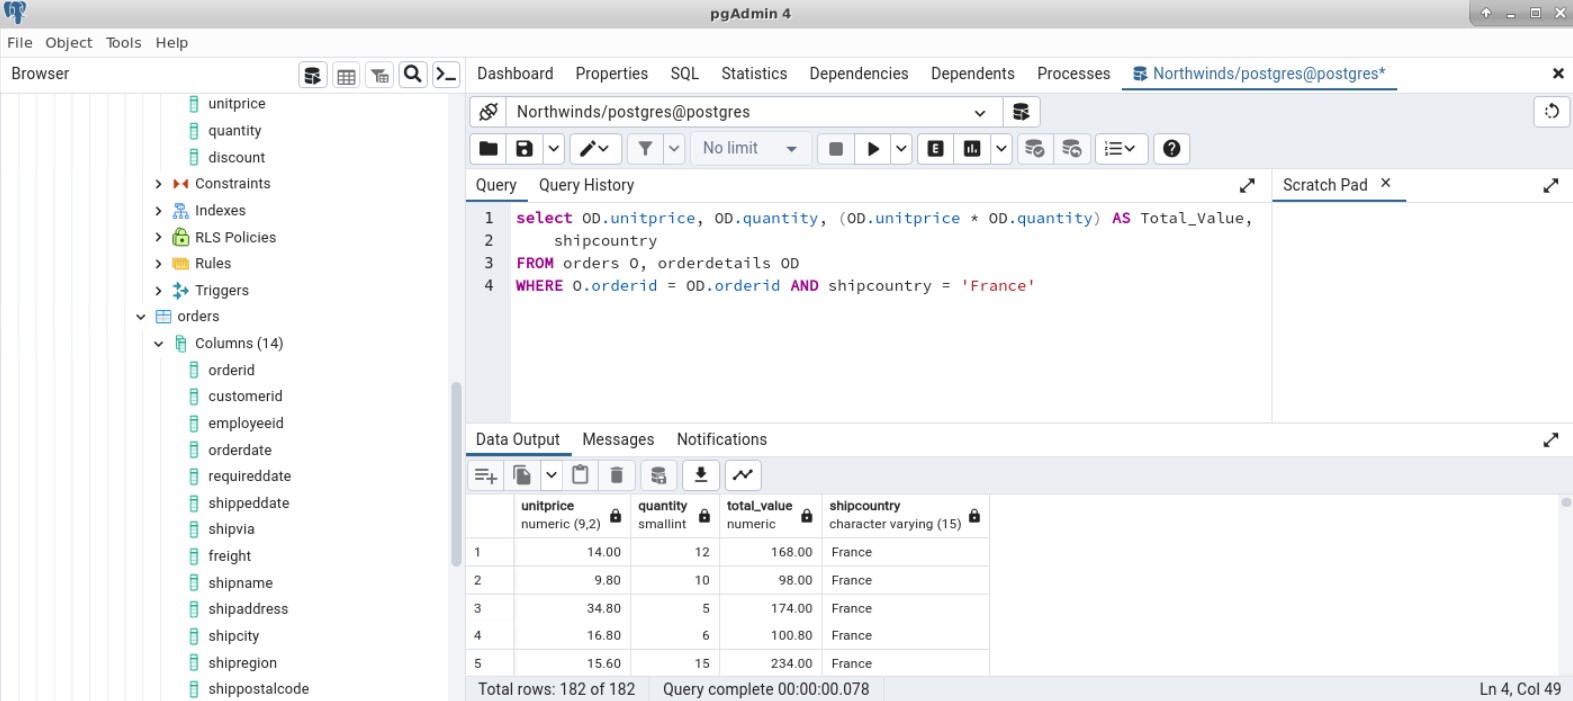 pgAdmin 4
File Object Tools Help
Browser
unitprice
quantity
discount
Constraints
Indexes
RLS Policies
Rules
Triggers
orders
Columns (14)
orderid
customerid
employeeid
orderdate
requireddate
shippeddate
shipvia
freight
shipname
shipaddress
shipcity
shipregion
shippostalcode
Dashboard Properties SQL Statistics Dependencies Dependents Processes Northwinds/postgres@postgres*
Northwinds/postgres@postgres
No limit E
Query Query History
Scratch Pad
1 select OD.unitprice, OD.quantity, (OD.unitprice * OD.quantity) AS Total_Value,
2 shipcountry
3 FROM orders O, orderdetails OD
4 WHERE O.orderid = OD.orderid AND shipcountry = 'France'
Data Output Messages Notifications
unitprice quantity total_value shipcountry
numeric (9,2) smallint numeric character varying (15)
1 14.00 12 168.00 France
2 9.80 10 98.00 France
3 34.80 5 174.00 France
4 16.80 6 100.80 France
5 15.60 15 234.00 France
Total rows: 182 of 182 Query complete 00:00:00.078 Ln 4, Col 49